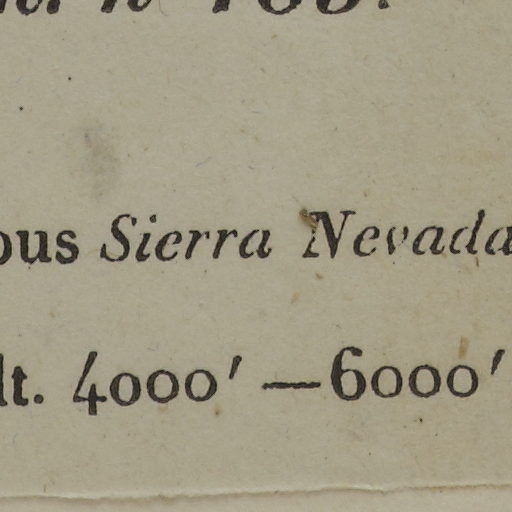 ous Sierra Nevada
lt. 4000′ —6000′